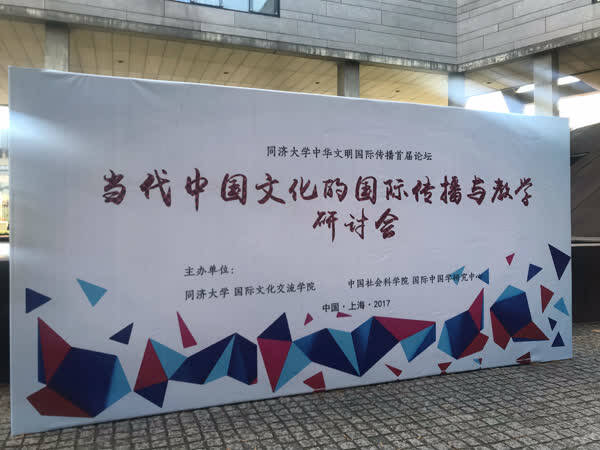 同济大学中华文明国际传播首届论坛
当代中国文化的国际传播与教学
研讨会
主办单位：
同济大学 国际文化交流学院 中国社会科学院 国际中国学研究中心
中国·上海·2017